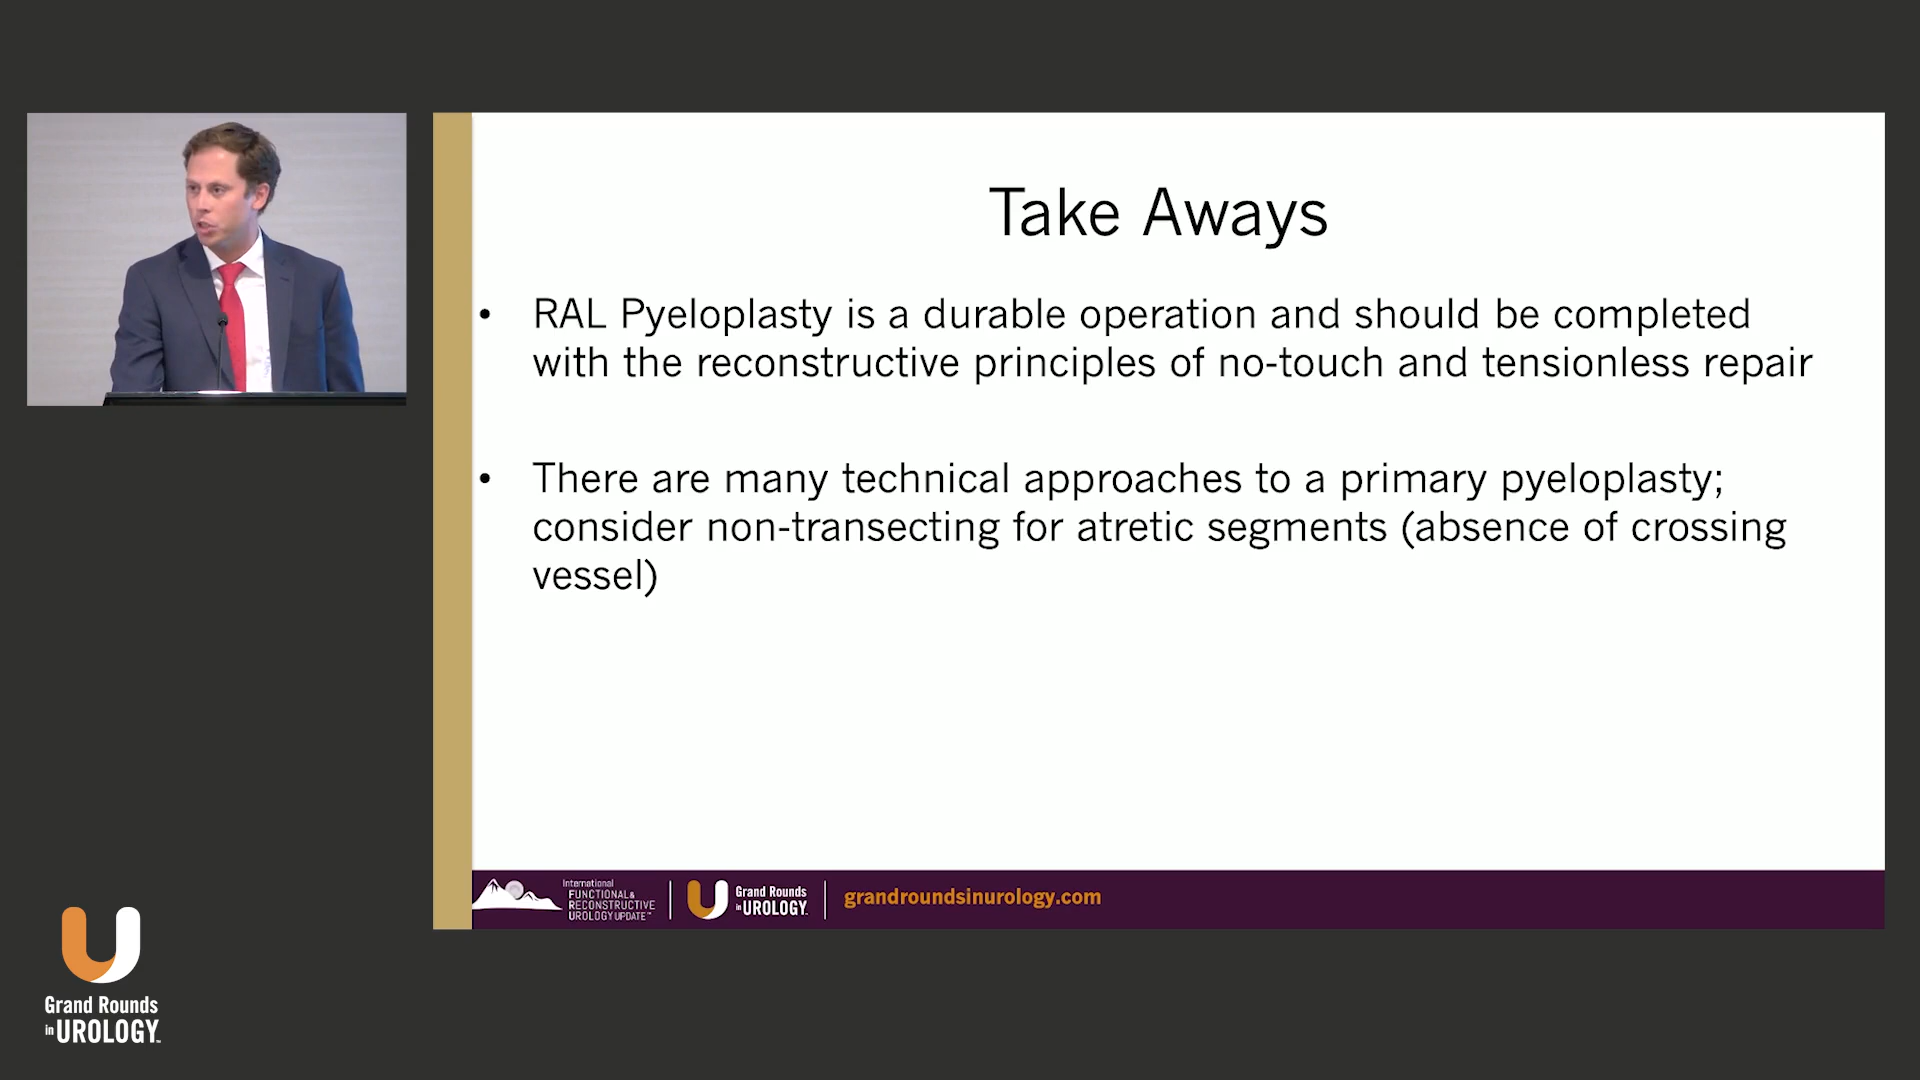 Take Aways
• RAL Pyeloplasty is a durable operation and should be completed
with the reconstructive principles of no-touch and tensionless repair
• There are many technical approaches to a primary pyeloplasty;
consider non-transecting for atretic segments (absence of crossing
vessel)
International
FUNCTIONAL &
RECONSTRUCTIVE
UROLOGY UPDATE™
Grand Rounds
in UROLOGY
grandroundsinurology.com
Grand Rounds
in UROLOGY™